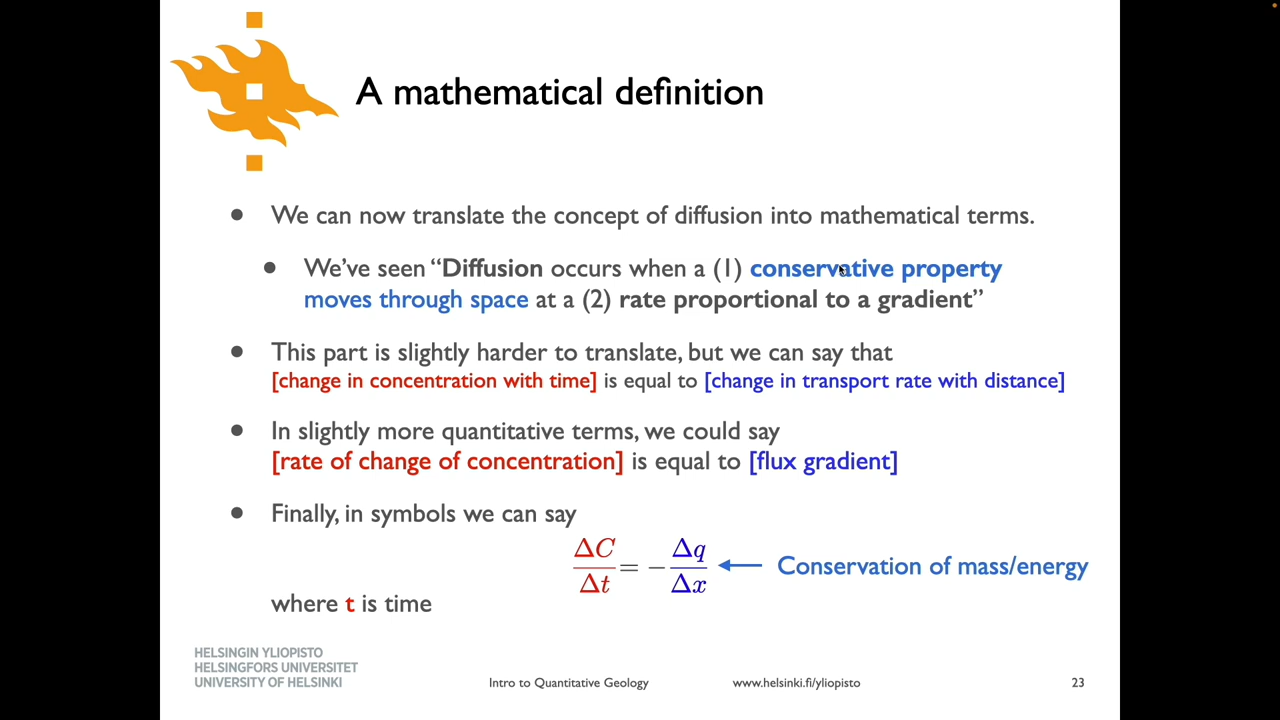 A mathematical definition
• We can now translate the concept of diffusion into mathematical terms.
• We've seen “Diffusion occurs when a (1) conservative property
moves through space at a (2) rate proportional to a gradient”
• This part is slightly harder to translate, but we can say that
[change in concentration with time] is equal to [change in transport rate with distance]
• In slightly more quantitative terms, we could say
[rate of change of concentration] is equal to [flux gradient]
• Finally, in symbols we can say
ΔC/Δt = −Δq/Δx ← Conservation of mass/energy
where t is time
HELSINGIN YLIOPISTO
HELSINGFORS UNIVERSITET
UNIVERSITY OF HELSINKI
Intro to Quantitative Geology www.helsinki.fi/yliopisto 23